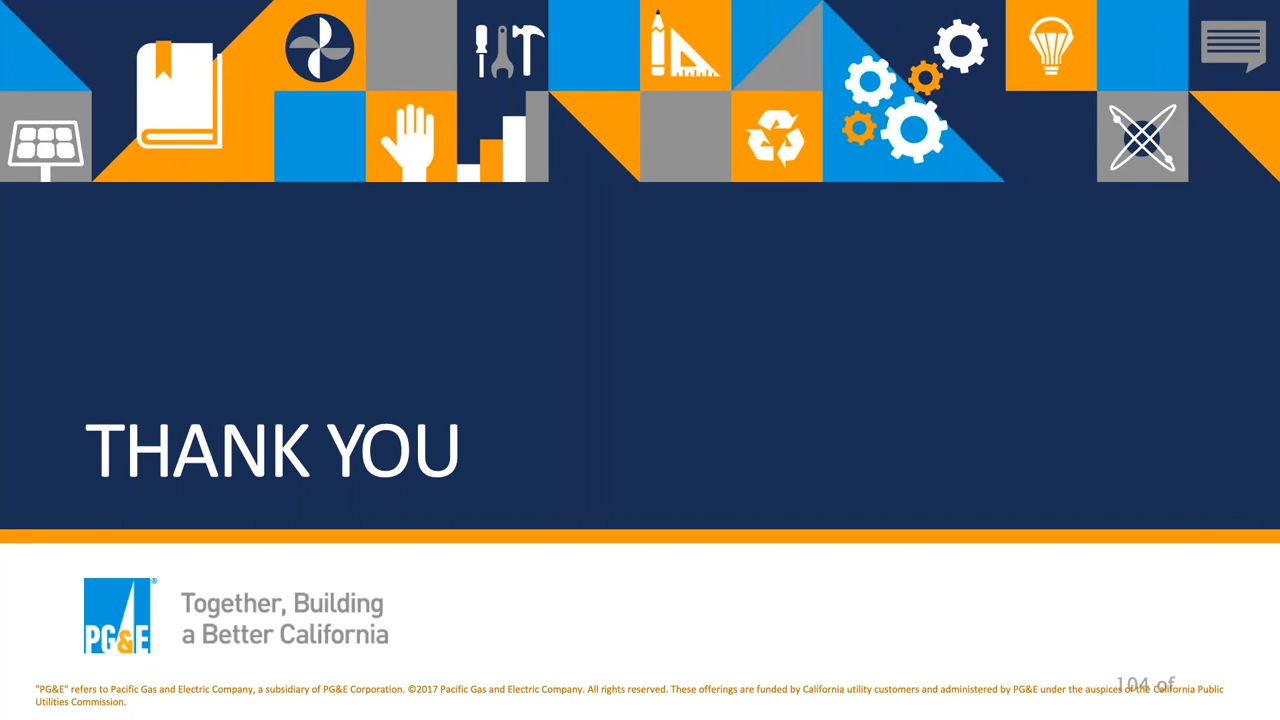 THANK YOU
PG&E®
Together, Building
a Better California
"PG&E" refers to Pacific Gas and Electric Company, a subsidiary of PG&E Corporation. ©2017 Pacific Gas and Electric Company. All rights reserved. These offerings are funded by California utility customers and administered by PG&E under the auspices of the California Public
Utilities Commission.
104 of